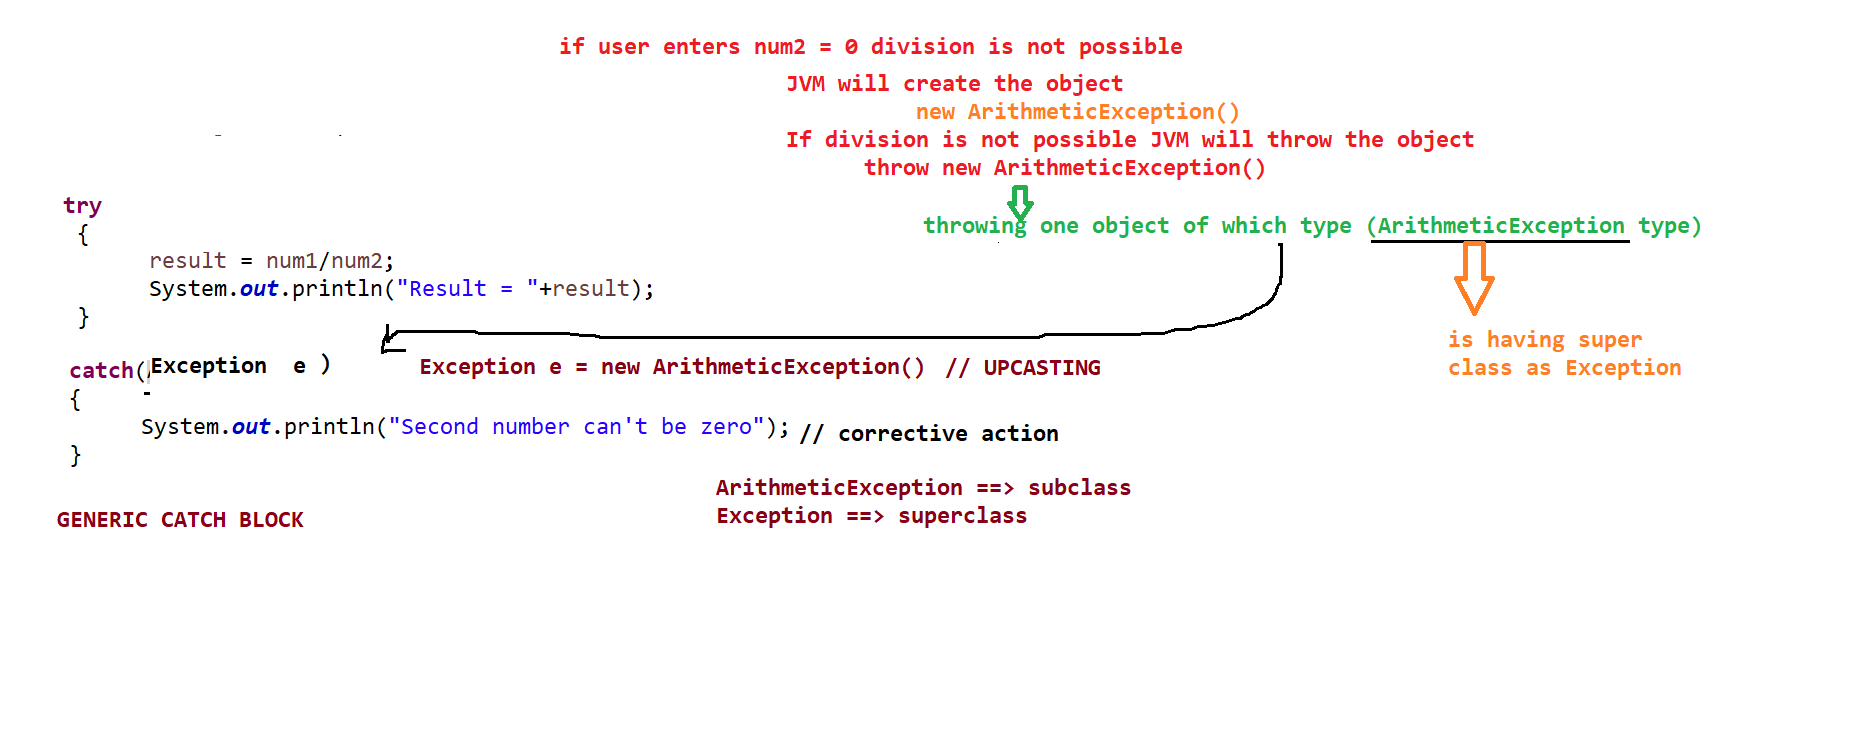 if user enters num2 = 0 division is not possible
JVM will create the object
new ArithmeticException()
If division is not possible JVM will throw the object
throw new ArithmeticException()
try
throwing one object of which type (ArithmeticException type)
{
result = num1/num2;
System.out.println("Result = "+result);
}
is having super
class as Exception
catch(Exception e ) Exception e = new ArithmeticException() // UPCASTING
{
System.out.println("Second number can't be zero"); // corrective action
}
ArithmeticException ==> subclass
Exception ==> superclass
GENERIC CATCH BLOCK